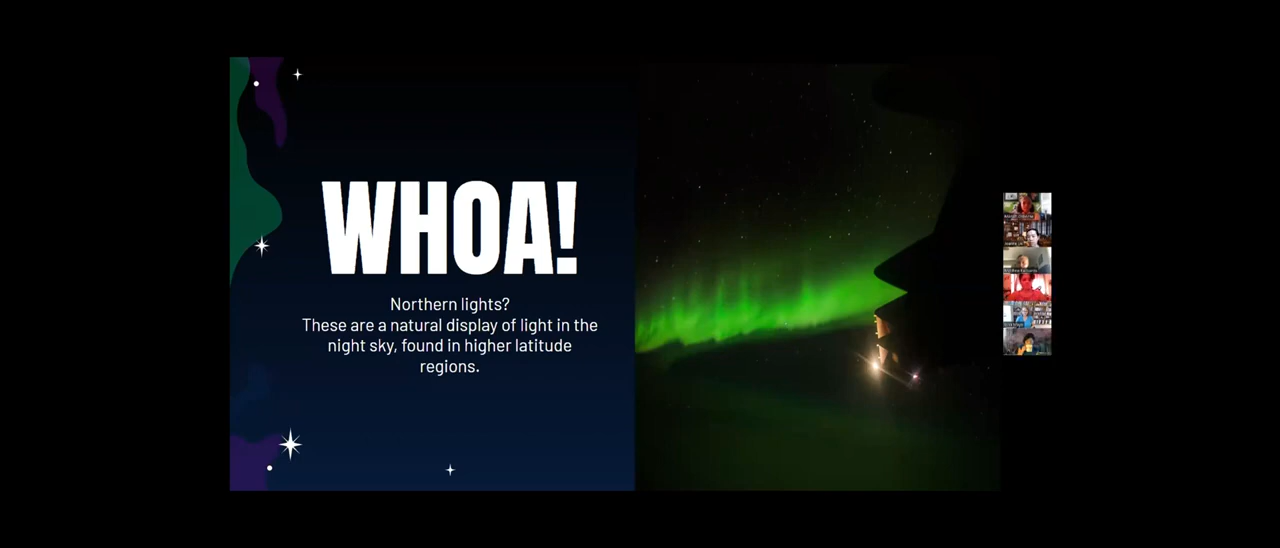 WHOA!
Northern lights?
These are a natural display of light in the
night sky, found in higher latitude
regions.